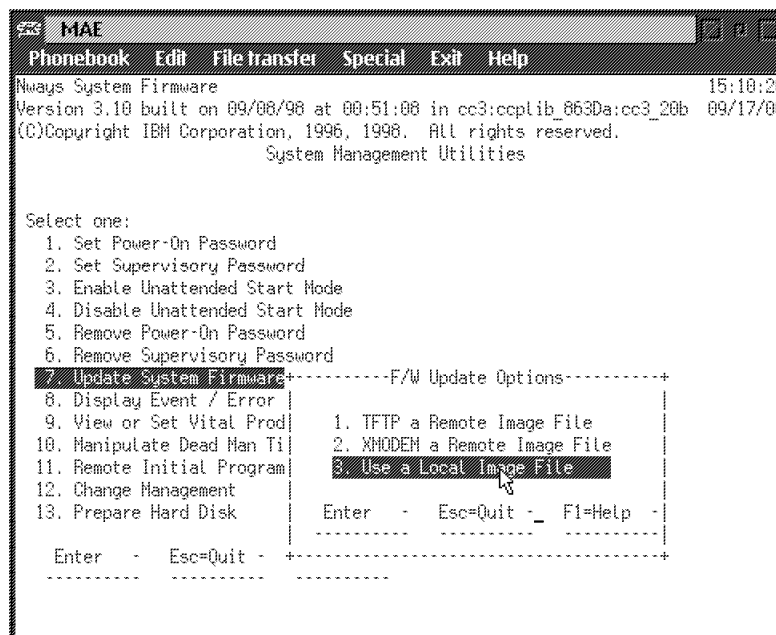 MAE
Phonebook Edit File transfer Special Exit Help
Nways System Firmware 15:10:2
Version 3.10 built on 09/08/98 at 00:51:08 in cc3:ccplib_863Da:cc3_20b 09/17/0
(C)Copyright IBM Corporation, 1996, 1998. All rights reserved.
System Management Utilities
Select one:
1. Set Power-On Password
2. Set Supervisory Password
3. Enable Unattended Start Mode
4. Disable Unattended Start Mode
5. Remove Power-On Password
6. Remove Supervisory Password
7. Update System Firmware
8. Display Event / Error
9. View or Set Vital Prod
10. Manipulate Dead Man Ti
11. Remote Initial Program
12. Change Management
13. Prepare Hard Disk
Enter - Esc=Quit -
F/W Update Options
1. TFTP a Remote Image File
2. XMODEM a Remote Image File
3. Use a Local Image File
Enter - Esc=Quit - F1=Help -